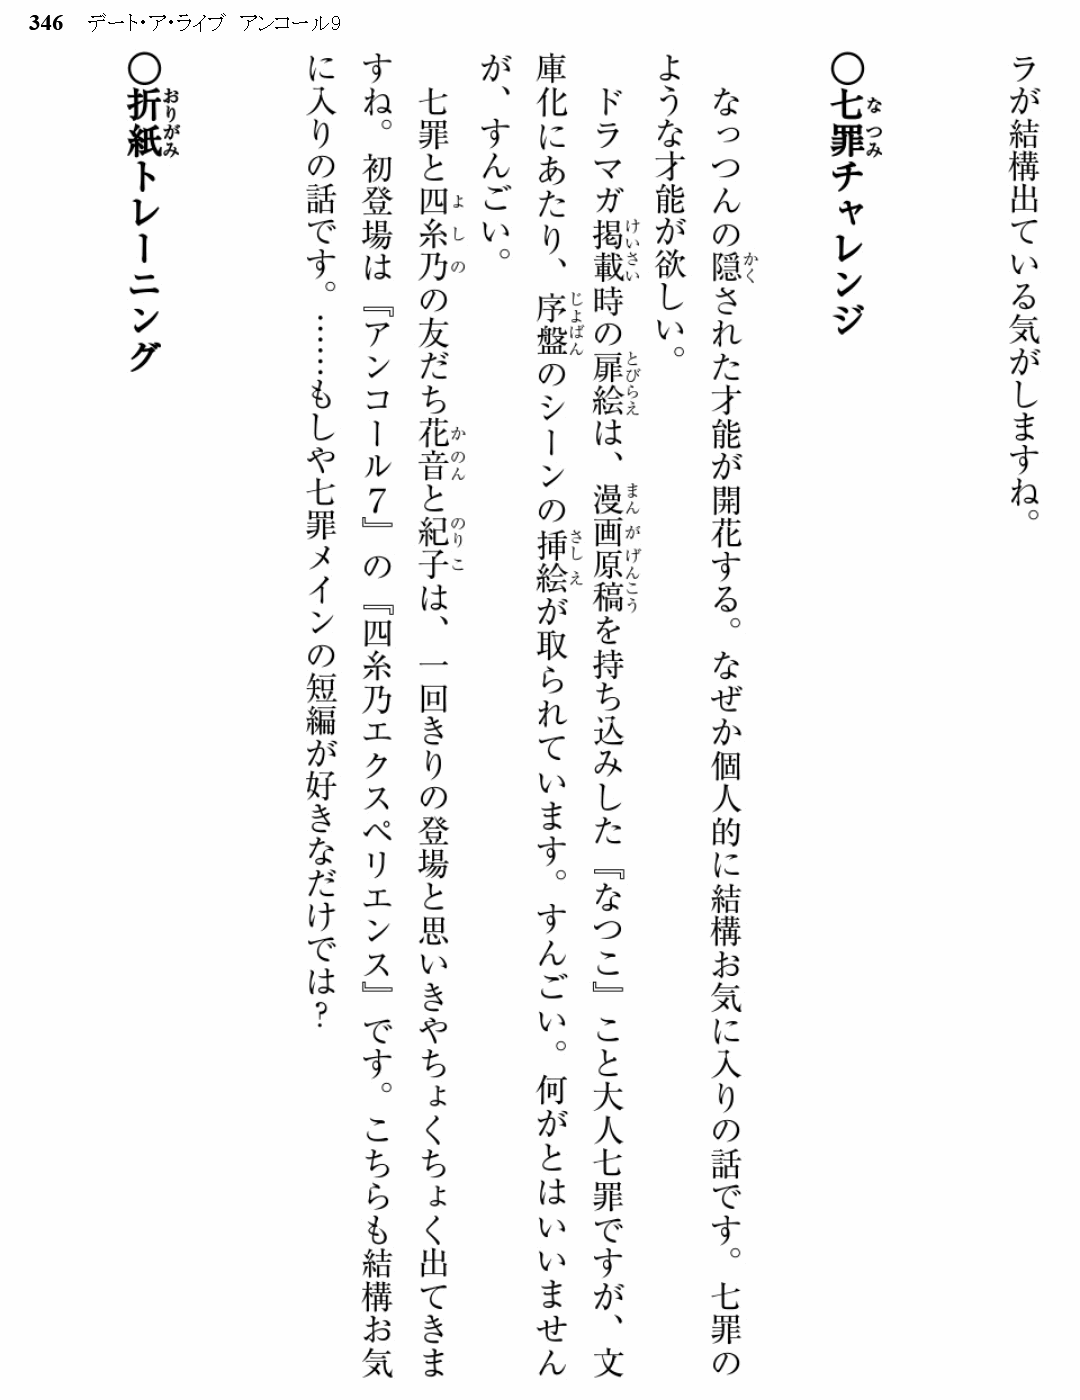 346 デート・ア・ライブ アンコール9
ラが結構出ている気がしますね。
〇七罪チャレンジ
なっつんの隠された才能が開花する。なぜか個人的に結構お気に入りの話です。七罪の
ような才能が欲しい。
ドラマガ掲載時の扉絵は、漫画原稿を持ち込みした『なつこ』こと大人七罪ですが、文
庫化にあたり、序盤のシーンの挿絵が取られています。すんごい。何がとはいいません
が、すんごい。
七罪と四糸乃の友だち花音と紀子は、一回きりの登場と思いきやちょくちょく出てきま
すね。初登場は『アンコール７』の『四糸乃エクスペリエンス』です。こちらも結構お気
に入りの話です。……もしや七罪メインの短編が好きなだけでは？
〇折紙トレーニング